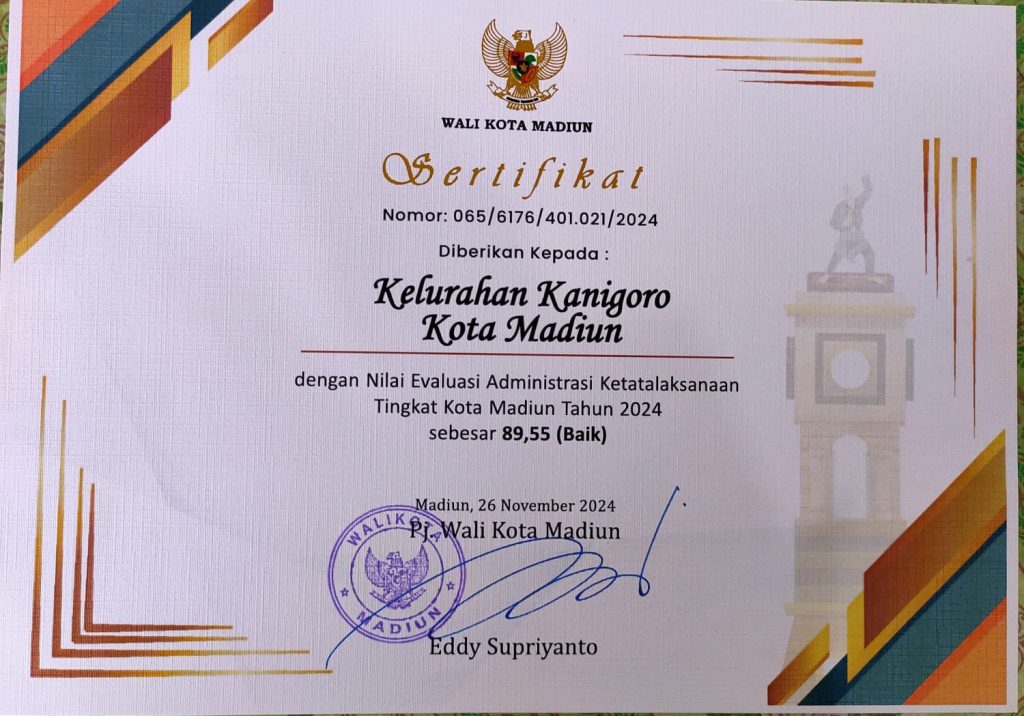 WALI KOTA MADIUN
Sertifikat
Nomor: 065/6176/401.021/2024
Diberikan Kepada :
Kelurahan Kanigoro
Kota Madiun
dengan Nilai Evaluasi Administrasi Ketatalaksanaan
Tingkat Kota Madiun Tahun 2024
sebesar 89,55 (Baik)
Madiun, 26 November 2024
Pj. Wali Kota Madiun
WALIKOTA
MADIUN
Eddy Supriyanto